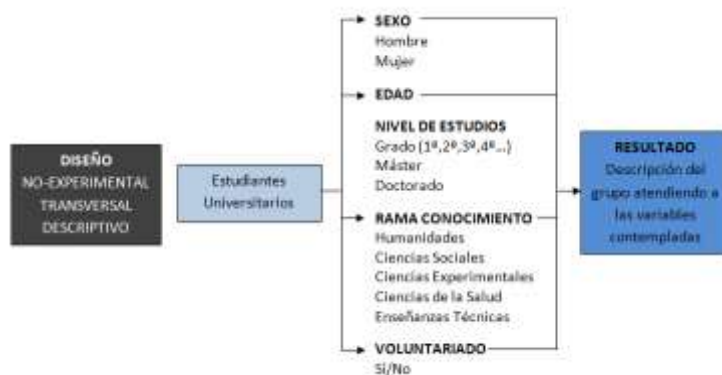 DISEÑO
NO-EXPERIMENTAL
TRANSVERSAL
DESCRIPTIVO
Estudiantes
Universitarios
SEXO
Hombre
Mujer
EDAD
NIVEL DE ESTUDIOS
Grado (1º,2º,3º,4º...)
Máster
Doctorado
RAMA CONOCIMIENTO
Humanidades
Ciencias Sociales
Ciencias Experimentales
Ciencias de la Salud
Enseñanzas Técnicas
VOLUNTARIADO
Sí/No
RESULTADO
Descripción del
grupo atendiendo a
las variables
contempladas